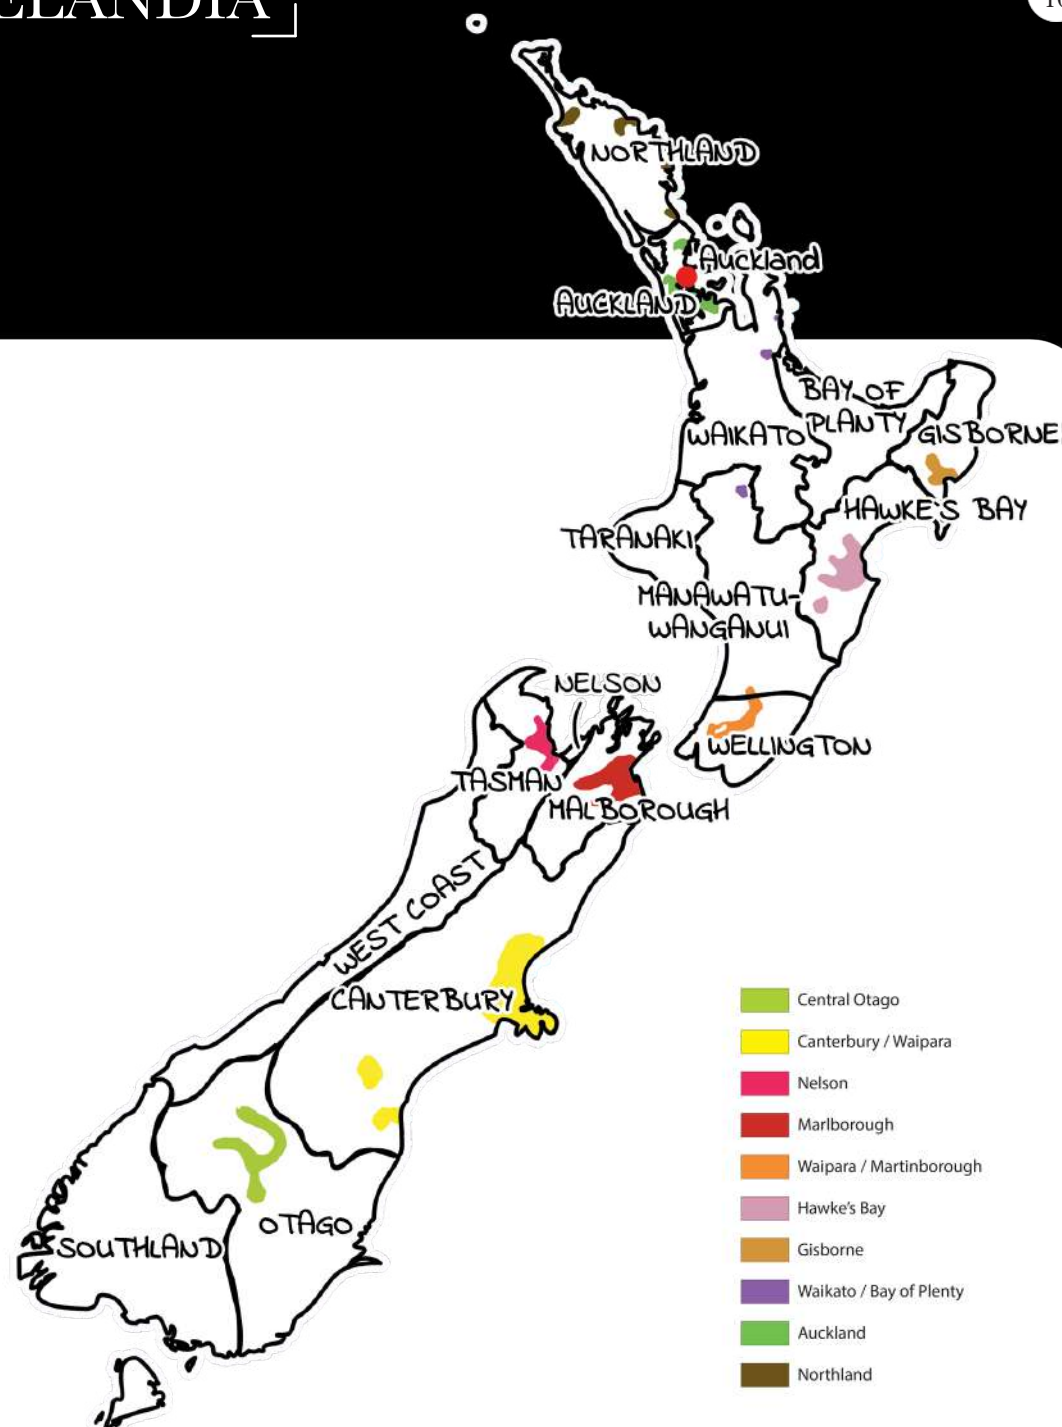 NORTHLAND
Auckland
AUCKLAND
BAY OF
PLANTY
WAIKATO
GISBORNE
HAWKE'S BAY
TARANAKI
MANAWATU-
WANGANUI
NELSON
WELLINGTON
TASMAN
MALBOROUGH
WEST COAST
CANTERBURY
OTAGO
SOUTHLAND
Central Otago
Canterbury / Waipara
Nelson
Marlborough
Waipara / Martinborough
Hawke's Bay
Gisborne
Waikato / Bay of Plenty
Auckland
Northland